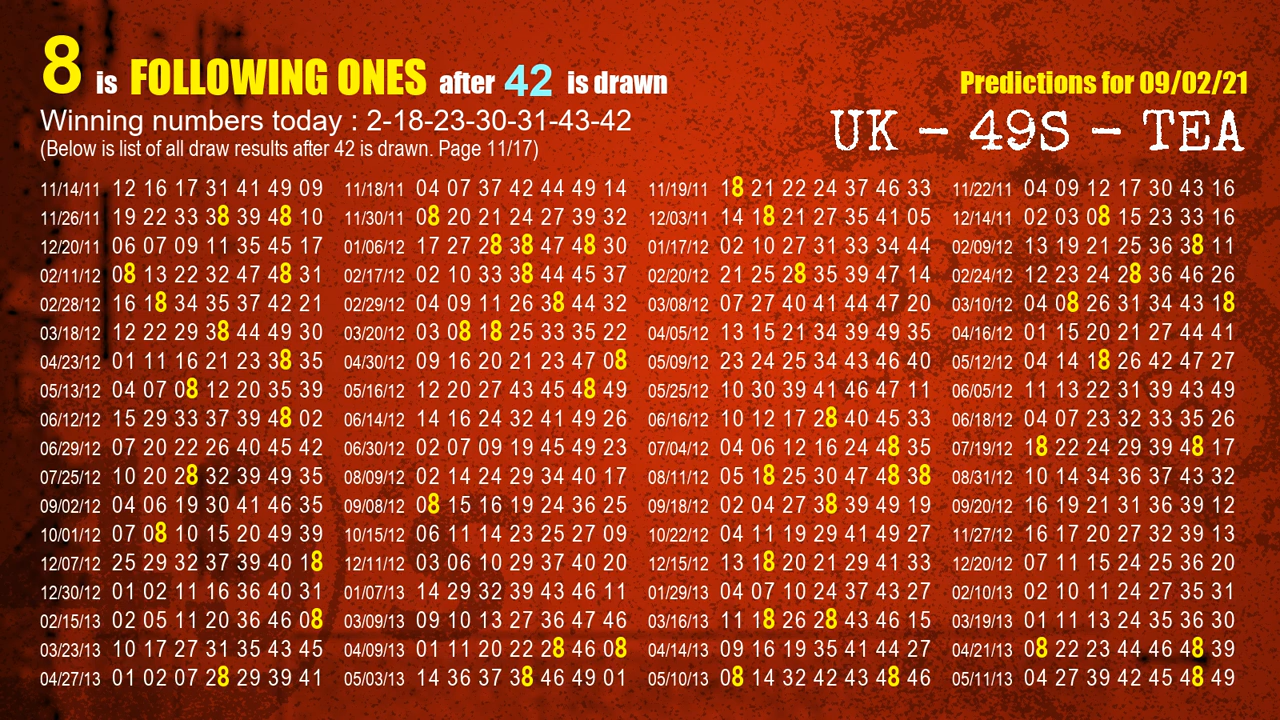 8 is FOLLOWING ONES after 42 is drawn
Predictions for 09/02/21
Winning numbers today : 2-18-23-30-31-43-42
UK - 49S - TEA
(Below is list of all draw results after 42 is drawn. Page 11/17)
11/14/11 12 16 17 31 41 49 09 11/18/11 04 07 37 42 44 49 14 11/19/11 18 21 22 24 37 46 33 11/22/11 04 09 12 17 30 43 16
11/26/11 19 22 33 38 39 48 10 11/30/11 08 20 21 24 27 39 32 12/03/11 14 18 21 27 35 41 05 12/14/11 02 03 08 15 23 33 16
12/20/11 06 07 09 11 35 45 17 01/06/12 17 27 28 38 47 48 30 01/17/12 02 10 27 31 33 34 44 02/09/12 13 19 21 25 36 38 11
02/11/12 08 13 22 32 47 48 31 02/17/12 02 10 33 38 44 45 37 02/20/12 21 25 28 35 39 47 14 02/24/12 12 23 24 28 36 46 26
02/28/12 16 18 34 35 37 42 21 02/29/12 04 09 11 26 38 44 32 03/08/12 07 27 40 41 44 47 20 03/10/12 04 08 26 31 34 43 18
03/18/12 12 22 29 38 44 49 30 03/20/12 03 08 18 25 33 35 22 04/05/12 13 15 21 34 39 49 35 04/16/12 01 15 20 21 27 44 41
04/23/12 01 11 16 21 23 38 35 04/30/12 09 16 20 21 23 47 08 05/09/12 23 24 25 34 43 46 40 05/12/12 04 14 18 26 42 47 27
05/13/12 04 07 08 12 20 35 39 05/16/12 12 20 27 43 45 48 49 05/25/12 10 30 39 41 46 47 11 06/05/12 11 13 22 31 39 43 49
06/12/12 15 29 33 37 39 48 02 06/14/12 14 16 24 32 41 49 26 06/16/12 10 12 17 28 40 45 33 06/18/12 04 07 23 32 33 35 26
06/29/12 07 20 22 26 40 45 42 06/30/12 02 07 09 19 45 49 23 07/04/12 04 06 12 16 24 48 35 07/19/12 18 22 24 29 39 48 17
07/25/12 10 20 28 32 39 49 35 08/09/12 02 14 24 29 34 40 17 08/11/12 05 18 25 30 47 48 38 08/31/12 10 14 34 36 37 43 32
09/02/12 04 06 19 30 41 46 35 09/08/12 08 15 16 19 24 36 25 09/18/12 02 04 27 38 39 49 19 09/20/12 16 19 21 31 36 39 12
10/01/12 07 08 10 15 20 49 39 10/15/12 06 11 14 23 25 27 09 10/22/12 04 11 19 29 41 49 27 11/27/12 16 17 20 27 32 39 13
12/07/12 25 29 32 37 39 40 18 12/11/12 03 06 10 29 37 40 20 12/15/12 13 18 20 21 29 41 33 12/20/12 07 11 15 24 25 36 20
12/30/12 01 02 11 16 36 40 31 01/07/13 14 29 32 39 43 46 11 01/29/13 04 07 10 24 37 43 27 02/10/13 02 10 11 24 27 35 31
02/15/13 02 05 11 20 36 46 08 03/09/13 09 10 13 27 36 47 46 03/16/13 11 18 26 28 43 46 15 03/19/13 01 11 34 35 36 36 30
03/23/13 10 17 27 31 35 43 45 04/09/13 01 11 20 22 28 46 08 04/14/13 09 16 19 35 41 44 27 04/21/13 08 22 23 44 46 48 39
04/27/13 01 02 07 28 29 39 41 05/03/13 14 36 37 38 46 49 01 05/10/13 08 14 32 42 43 48 46 05/11/13 04 27 39 42 45 48 49